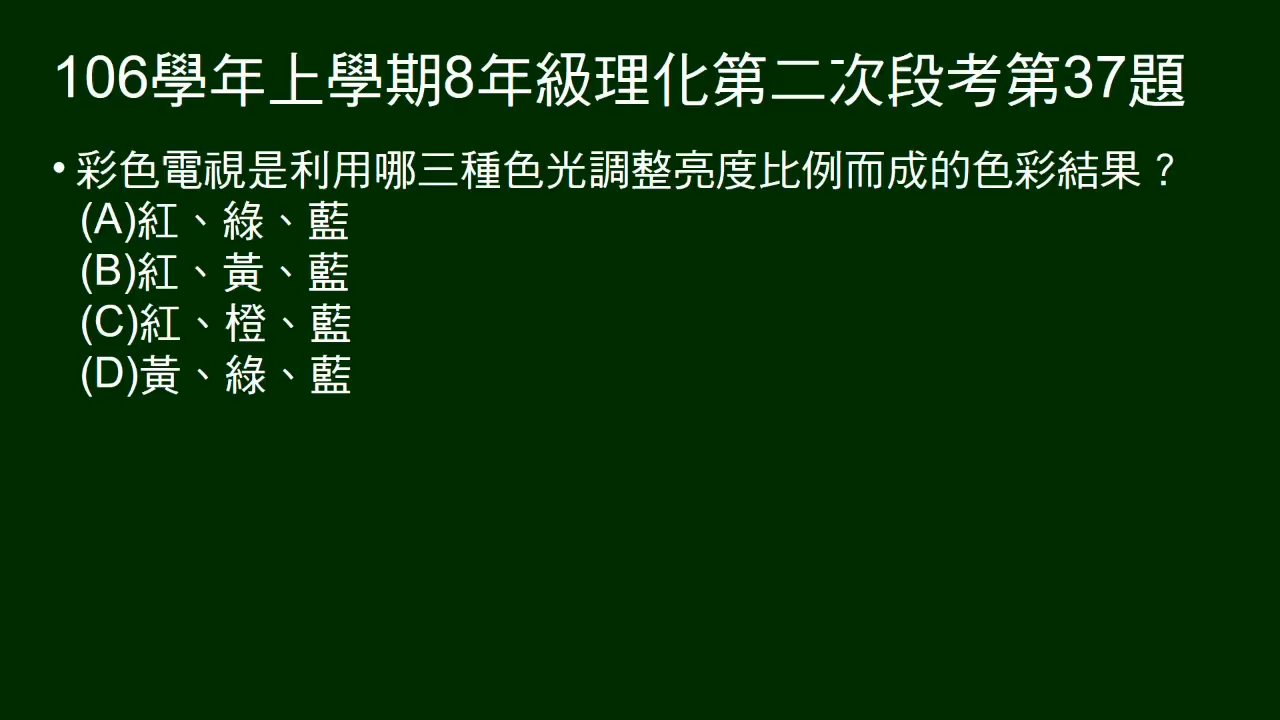 106學年上學期8年級理化第二次段考第37題
•彩色電視是利用哪三種色光調整亮度比例而成的色彩結果？
(A)紅、綠、藍
(B)紅、黃、藍
(C)紅、橙、藍
(D)黃、綠、藍